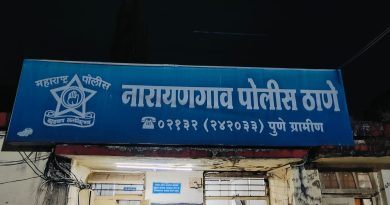 महाराष्ट्र पोलीस
नारायणगाव पोलीस ठाणे
☎ ०२१३२ (२४२०३३) पुणे ग्रामीण